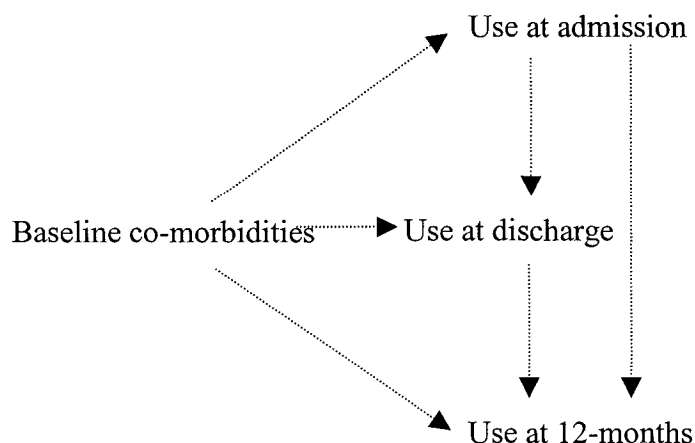 Use at admission
Baseline co-morbidities
Use at discharge
Use at 12-months